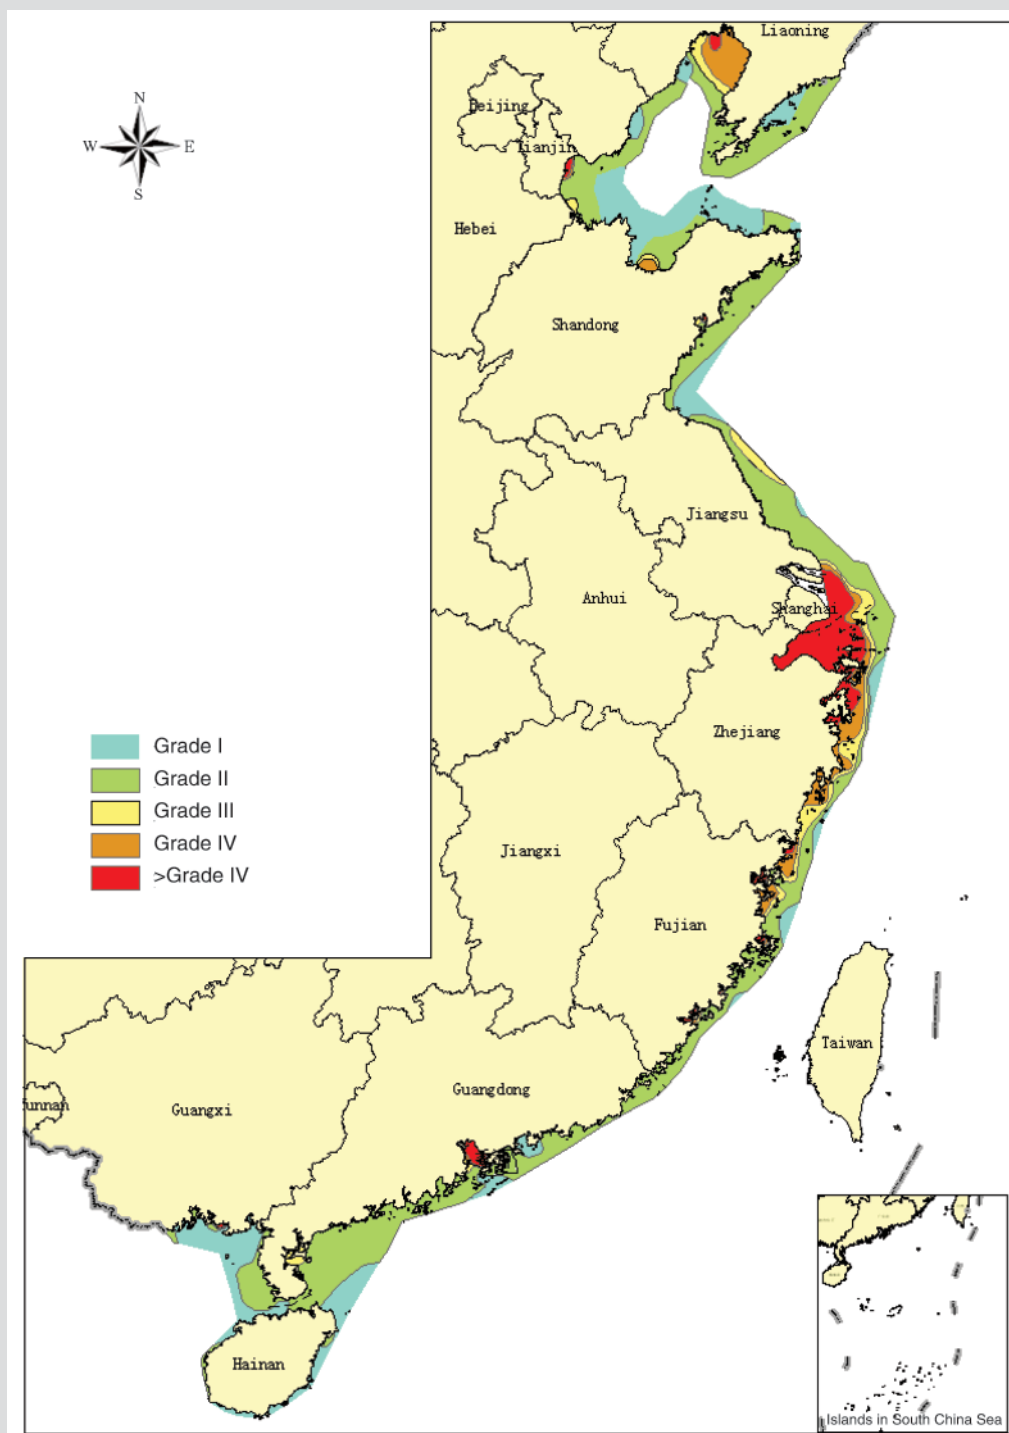 Liaoning
N
W
E
S
Beijing
Tianjin
Hebei
Shandong
Jiangsu
Anhui
Shanghai
Zhejiang
Grade I
Grade II
Grade III
Grade IV
>Grade IV
Jiangxi
Fujian
Taiwan
Guangdong
Guangxi
unnan
Hainan
Islands in South China Sea